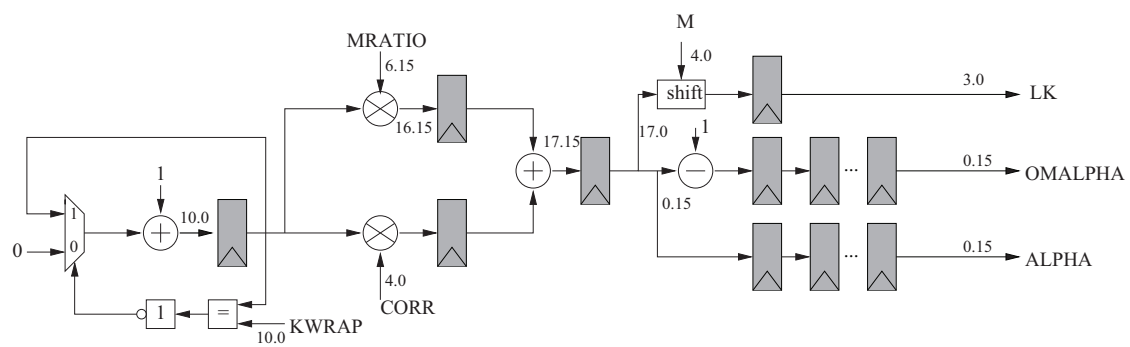 M
MRATIO
4.0
6.15
shift
3.0
LK
16.15
17.0
1
17.15
1
0.15
OMALPHA
...
1
10.0
0.15
1
0
0
0.15
ALPHA
...
4.0
CORR
1
=
KWRAP
10.0